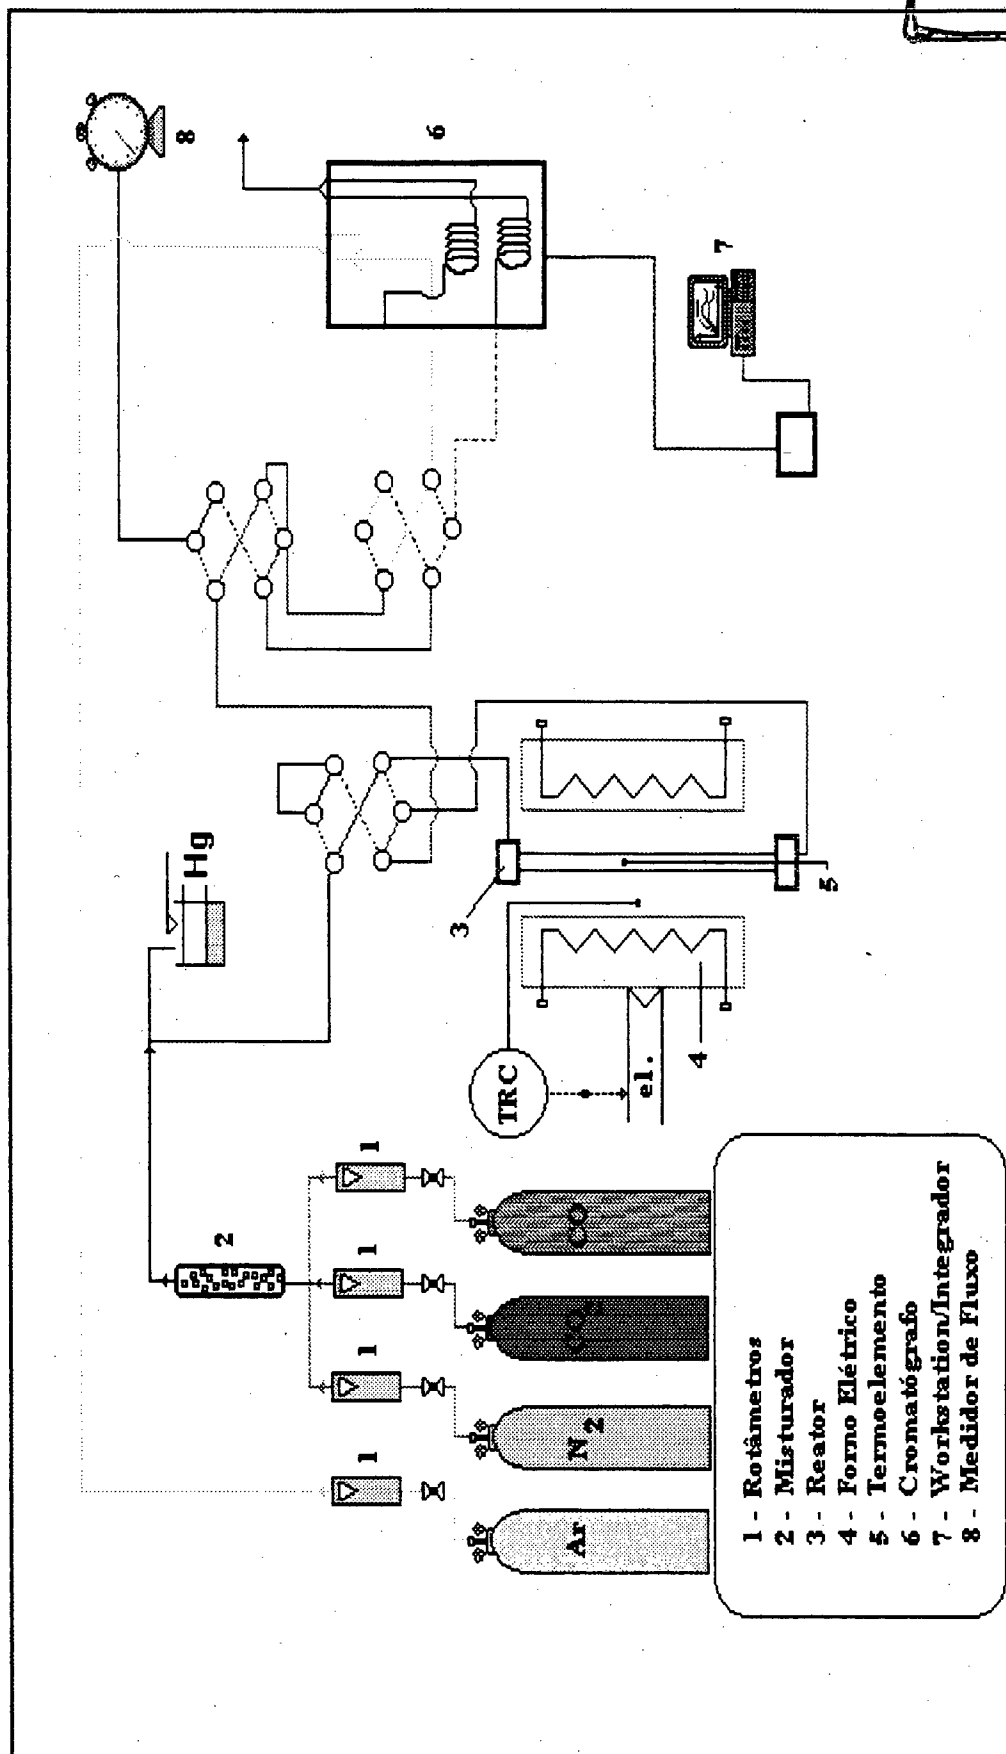 8
6
7
Hg
3
5
TRC
el.
4
2
1
1
1
1
CO
CO2
N2
Ar
1 - Rotâmetros
2 - Misturador
3 - Reator
4 - Forno Elétrico
5 - Termoelemento
6 - Cromatógrafo
7 - Workstation/Integrador
8 - Medidor de Fluxo